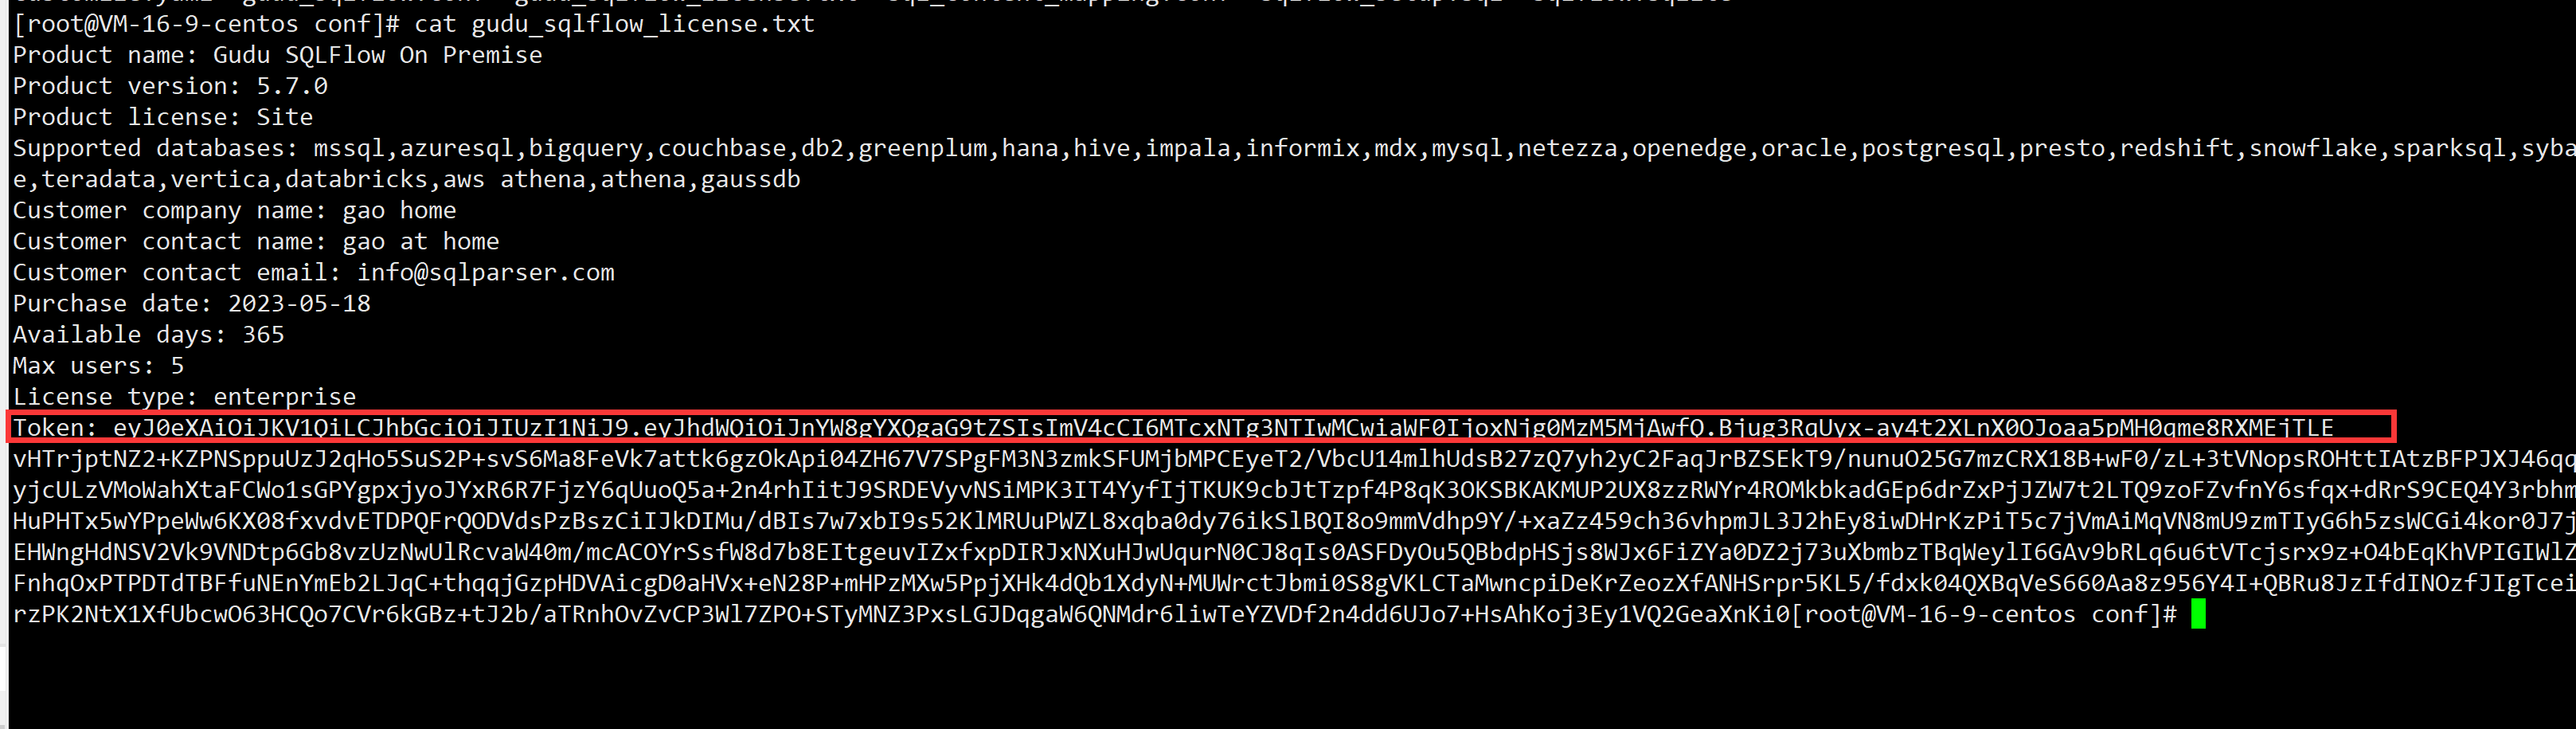 [root@VM-16-9-centos conf]# cat gudu_sqlflow_license.txt
Product name: Gudu SQLFlow On Premise
Product version: 5.7.0
Product license: Site
Supported databases: mssql,azuresql,bigquery,couchbase,db2,greenplum,hana,hive,impala,informix,mdx,mysql,netezza,openedge,oracle,postgresql,presto,redshift,snowflake,sparksql,syba
e,teradata,vertica,databricks,aws athena,athena,gaussdb
Customer company name: gao home
Customer contact name: gao at home
Customer contact email: info@sqlparser.com
Purchase date: 2023-05-18
Available days: 365
Max users: 5
License type: enterprise
Token: eyJ0eXAiOiJKV1QiLCJhbGciOiJIUzI1NiJ9.eyJhdWQiOiJnYW8gYXQgaG9tZSIsImV4cCI6MTcxNTg3NTIwMCwiaWF0IjoxNjg0MzM5MjAwfQ.Bjug3RqUyx-ay4t2XLnX0OJoaa5pMH0qme8RXMEjTLE
vHTrjptNZ2+KZPNSppuUzJ2qHo5SuS2P+svS6Ma8FeVk7attk6gzOkApi04ZH67V7SPgFM3N3zmkSFUMjbMPCEyeT2/VbcU14mlhUdsB27zQ7yh2yC2FaqJrBZSEkT9/nunuO25G7mzCRX18B+wF0/zL+3tVNopsROHttIAtzBFPJXJ46qq
yjcULzVMoWahXtaFCWo1sGPYgpxjyoJYxR6R7FjzY6qUuoQ5a+2n4rhIitJ9SRDEVyvNSiMPK3IT4YyfIjTKUK9cbJtTzpf4P8qK3OKSBKAKMUP2UX8zzRWYr4ROMkbkadGEp6drZxPjJZW7t2LTQ9zoFZvfnY6sfqx+dRrS9CEQ4Y3rbhm
HuPHTx5wYPpeWw6KX08fxvdvETDPQFrQODVdsPzBszCiIJkDIMu/dBIs7w7xbI9s52KlMRUuPWZL8xqba0dy76ikSlBQI8o9mmVdhp9Y/+xaZz459ch36vhpmJL3J2hEy8iwDHrKzPiT5c7jVmAiMqVN8mU9zmTIyG6h5zsWCGi4kor0J7j
EHWngHdNSV2Vk9VNDtp6Gb8vzUzNwUlRcvaW40m/mcACOYrSsfW8d7b8EItgeuvIZxfxpDIRJxNXuHJwUqurN0CJ8qIs0ASFDyOu5QBbdpHSjs8WJx6FiZYa0DZ2j73uXbmbzTBqWeylI6GAv9bRLq6u6tVTcjsrx9z+O4bEqKhVPIGIWlZ
FnhqOxPTPDTdTBFfuNEnYmEb2LJqC+thqqjGzpHDVAicgD0aHVx+eN28P+mHPzMXw5PpjXHk4dQb1XdyN+MUWrctJbmi0S8gVKLCTaMwncpiDeKrZeozXfANHSrpr5KL5/fdxk04QXBqVeS660Aa8z956Y4I+QBRu8JzIfdINOzfJIgTcei
rzPK2NtX1XfUbcwO63HCQo7CVr6kGBz+tJ2b/aTRnhOvZvCP3Wl7ZPO+STyMNZ3PxsLGJDqgaW6QNMdr6liwTeYZVDf2n4dd6UJo7+HsAhKoj3Ey1VQ2GeaXnKi0[root@VM-16-9-centos conf]#